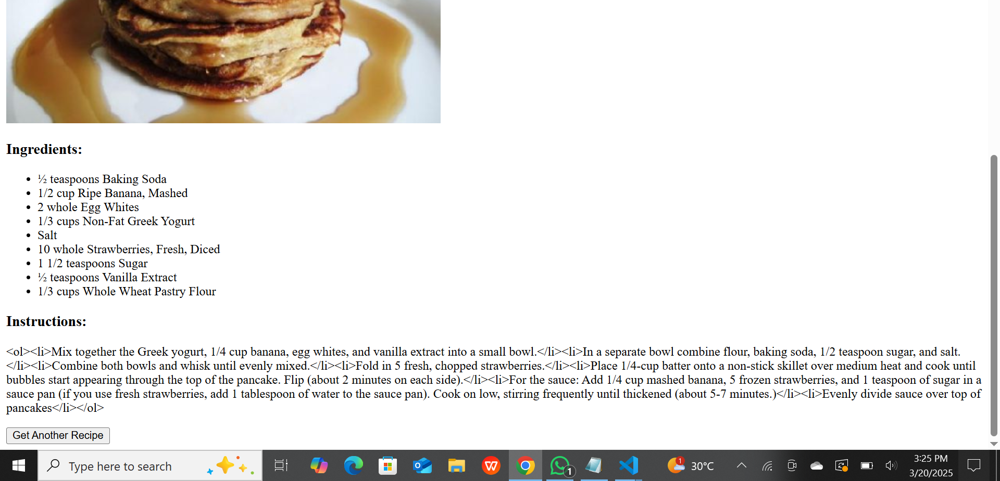 Ingredients:
½ teaspoons Baking Soda
1/2 cup Ripe Banana, Mashed
2 whole Egg Whites
1/3 cups Non-Fat Greek Yogurt
Salt
10 whole Strawberries, Fresh, Diced
1 1/2 teaspoons Sugar
½ teaspoons Vanilla Extract
1/3 cups Whole Wheat Pastry Flour
Instructions:
<ol><li>Mix together the Greek yogurt, 1/4 cup banana, egg whites, and vanilla extract into a small bowl.</li><li>In a separate bowl combine flour, baking soda, 1/2 teaspoon sugar, and salt.
</li><li>Combine both bowls and whisk until evenly mixed.</li><li>Fold in 5 fresh, chopped strawberries.</li><li>Place 1/4-cup batter onto a non-stick skillet over medium heat and cook until
bubbles start appearing through the top of the pancake. Flip (about 2 minutes on each side).</li><li>For the sauce: Add 1/4 cup mashed banana, 5 frozen strawberries, and 1 teaspoon of sugar in a
sauce pan (if you use fresh strawberries, add 1 tablespoon of water to the sauce pan). Cook on low, stirring frequently until thickened (about 5-7 minutes.)</li><li>Evenly divide sauce over top of
pancakes</li></ol>
Get Another Recipe
Type here to search
W
1
1
30°C
3:25 PM
3/20/2025